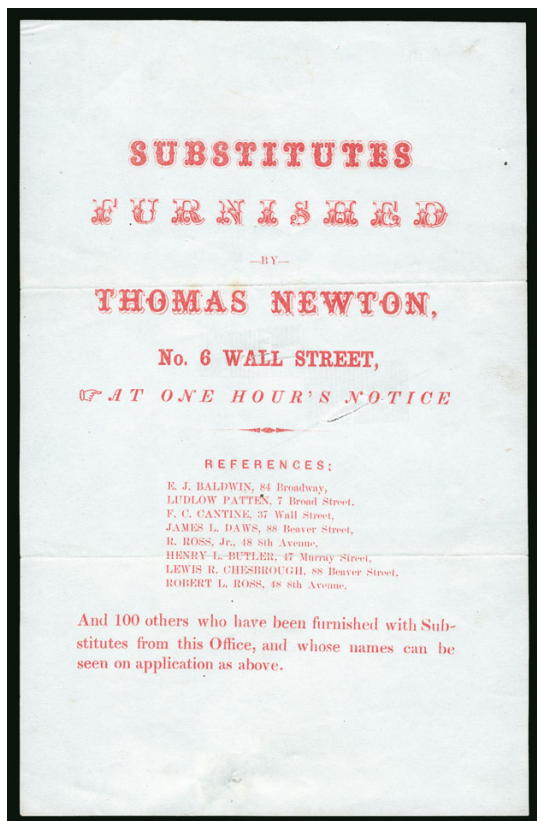 SUBSTITUTES
FURNISHED
—BY—
THOMAS NEWTON,
No. 6 WALL STREET,
☞ AT ONE HOUR'S NOTICE
REFERENCES:
E. J. BALDWIN, 84 Broadway,
LUDLOW PATTEN, 7 Broad Street,
F. C. CANTINE, 37 Wall Street,
JAMES L. DAWS, 88 Beaver Street,
R. ROSS, Jr., 48 8th Avenue,
HENRY L. BUTLER, 47 Murray Street,
LEWIS R. CHESBROUGH, 88 Beaver Street,
ROBERT L. ROSS, 48 8th Avenue,
And 100 others who have been furnished with Sub-
stitutes from this Office, and whose names can be
seen on application as above.